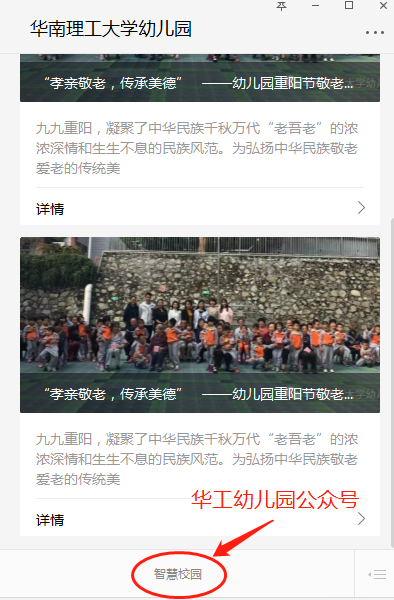 华南理工大学幼儿园
“孝亲敬老，传承美德” ——幼儿园重阳节敬老...
九九重阳，凝聚了中华民族千秋万代“老吾老”的浓
浓深情和生生不息的民族风范。为弘扬中华民族敬老
爱老的传统美
详情
“孝亲敬老，传承美德” ——幼儿园重阳节敬老...
九九重阳，凝聚了中华民族千秋万代“老吾老”的浓
浓深情和生生不息的民族风范。为弘扬中华民族敬老
爱老的传统美
华工幼儿园公众号
详情
智慧校园